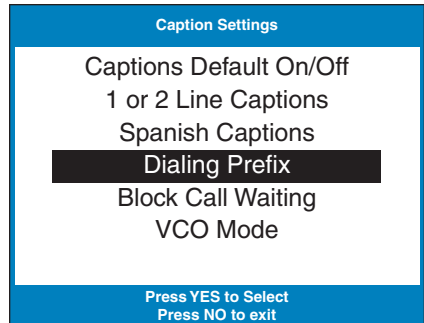 Caption Settings
Captions Default On/Off
1 or 2 Line Captions
Spanish Captions
Dialing Prefix
Block Call Waiting
VCO Mode
Press YES to Select
Press NO to exit